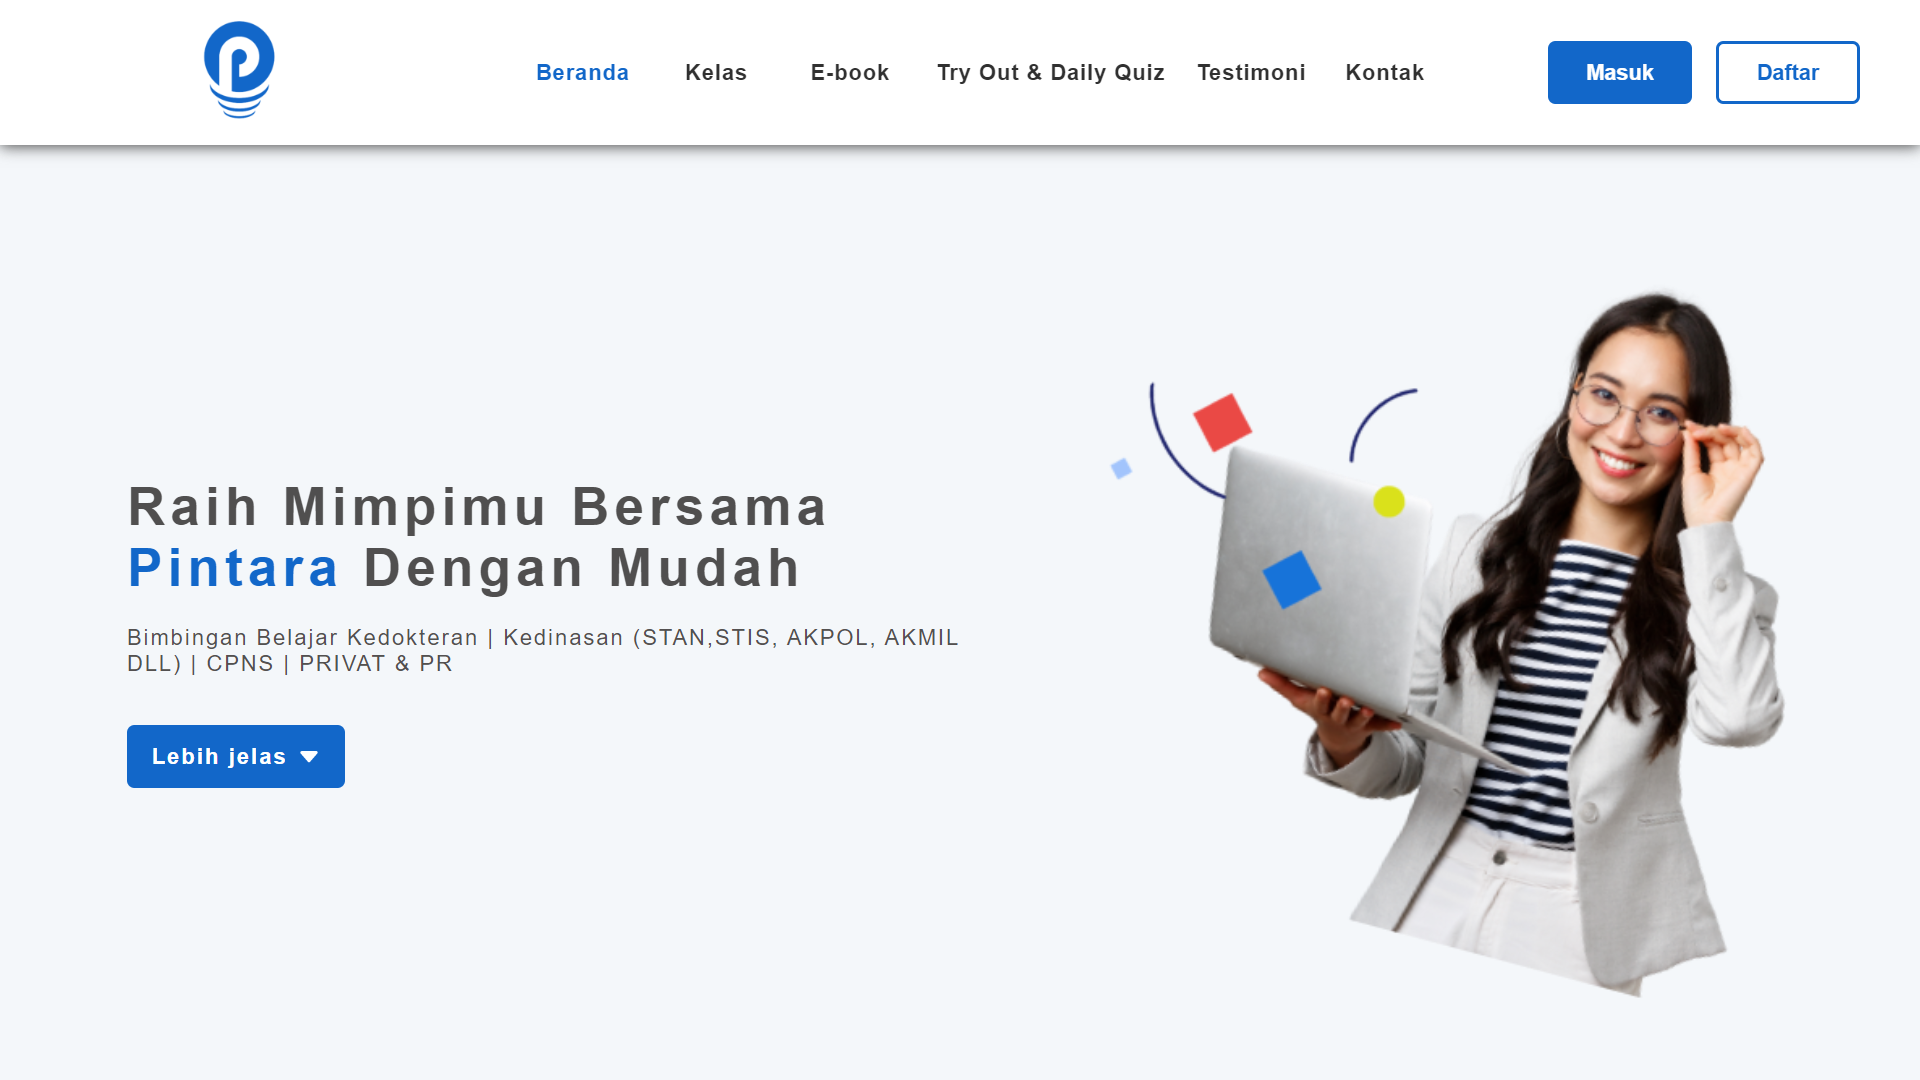 Beranda Kelas E-book Try Out & Daily Quiz Testimoni Kontak Masuk Daftar
Raih Mimpimu Bersama
Pintara Dengan Mudah
Bimbingan Belajar Kedokteran | Kedinasan (STAN,STIS, AKPOL, AKMIL
DLL) | CPNS | PRIVAT & PR
Lebih jelas